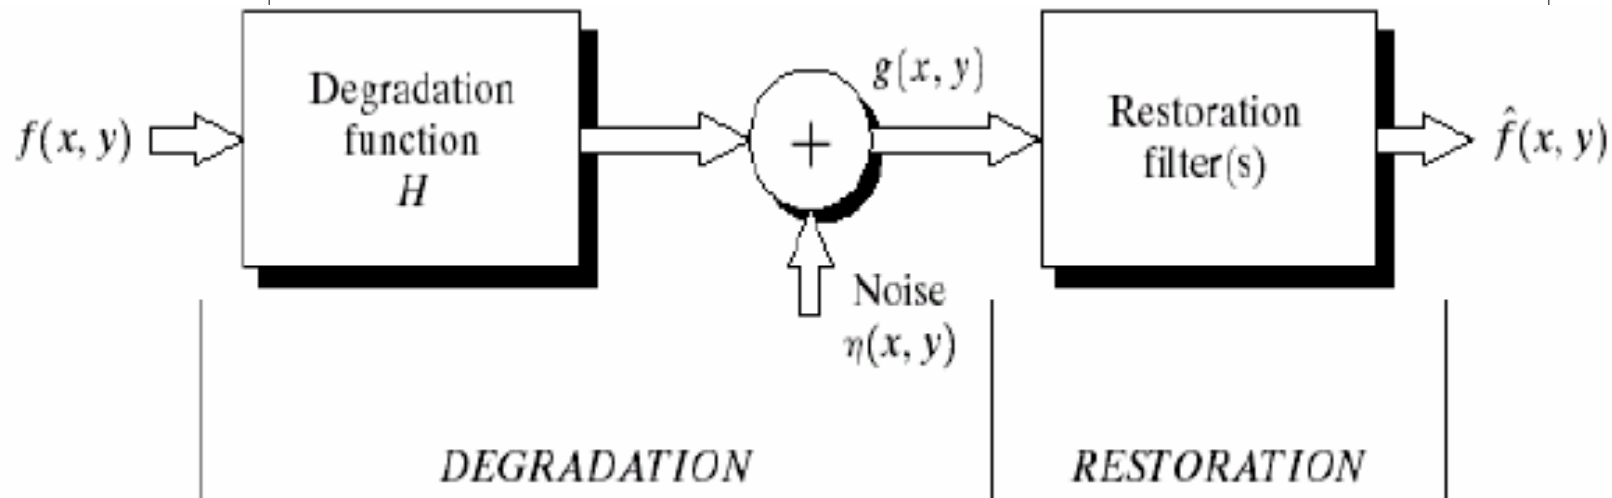 f(x, y)
Degradation
function
H
+
g(x, y)
Noise
η(x, y)
Restoration
filter(s)
f̂(x, y)
DEGRADATION
RESTORATION